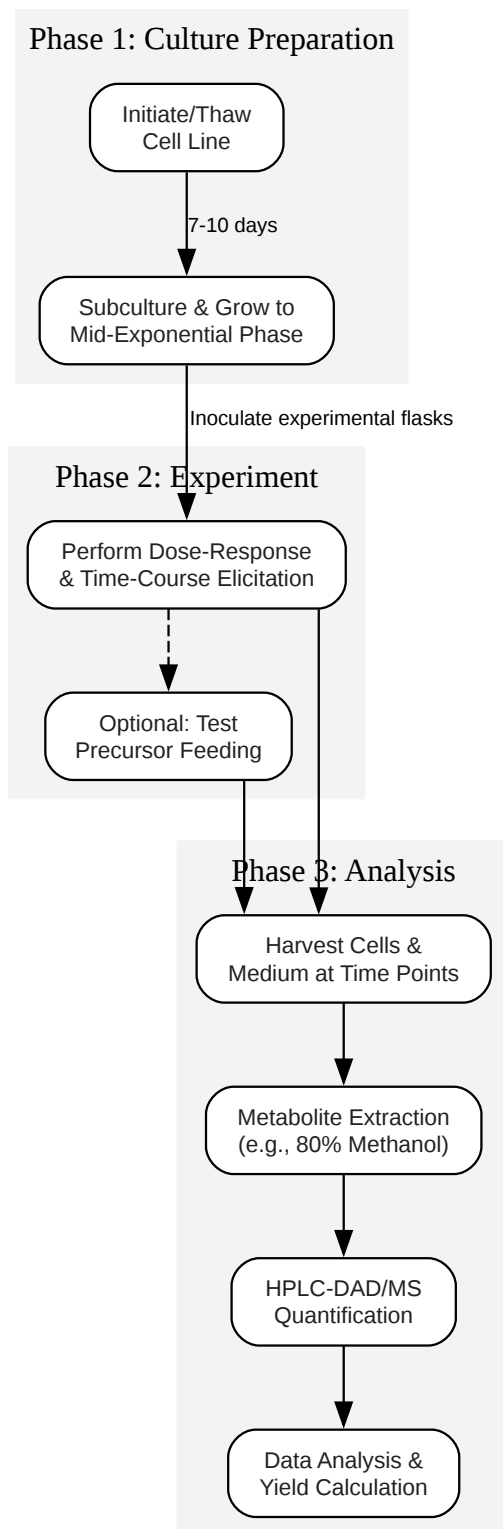 Phase 1: Culture Preparation
Initiate/Thaw
Cell Line
7-10 days
Subculture & Grow to
Mid-Exponential Phase
Inoculate experimental flasks
Phase 2: Experiment
Perform Dose-Response
& Time-Course Elicitation
Optional: Test
Precursor Feeding
Phase 3: Analysis
Harvest Cells &
Medium at Time Points
Metabolite Extraction
(e.g., 80% Methanol)
HPLC-DAD/MS
Quantification
Data Analysis &
Yield Calculation